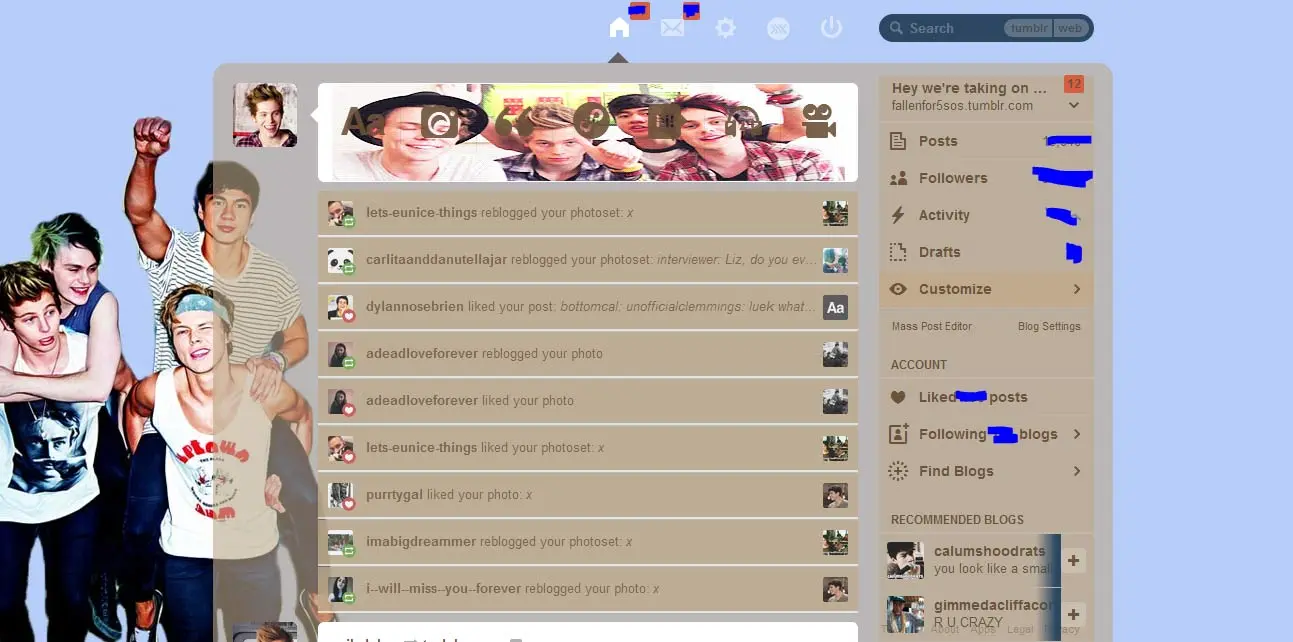 Search tumblr web
12
Hey we're taking on ...
fallenfor5sos.tumblr.com
Aa
lets-eunice-things reblogged your photoset: x
carlitaanddanutellajar reblogged your photoset: interviewer: Liz, do you ev...
dylannosebrien liked your post: bottomcal: unofficialclemmings: luek what...
Aa
adeadloveforever reblogged your photo
adeadloveforever liked your photo
lets-eunice-things liked your photoset: x
purrtygal liked your photo: x
imabigdreammer reblogged your photoset: x
i--will--miss--you--forever reblogged your photo: x
Posts
Followers
Activity
Drafts
Customize
Mass Post Editor Blog Settings
ACCOUNT
Liked posts
Following blogs
Find Blogs
RECOMMENDED BLOGS
calumshoodrats
you look like a smal
gimmedacliffacon
R U CRAZY
About Apps Legal Privacy